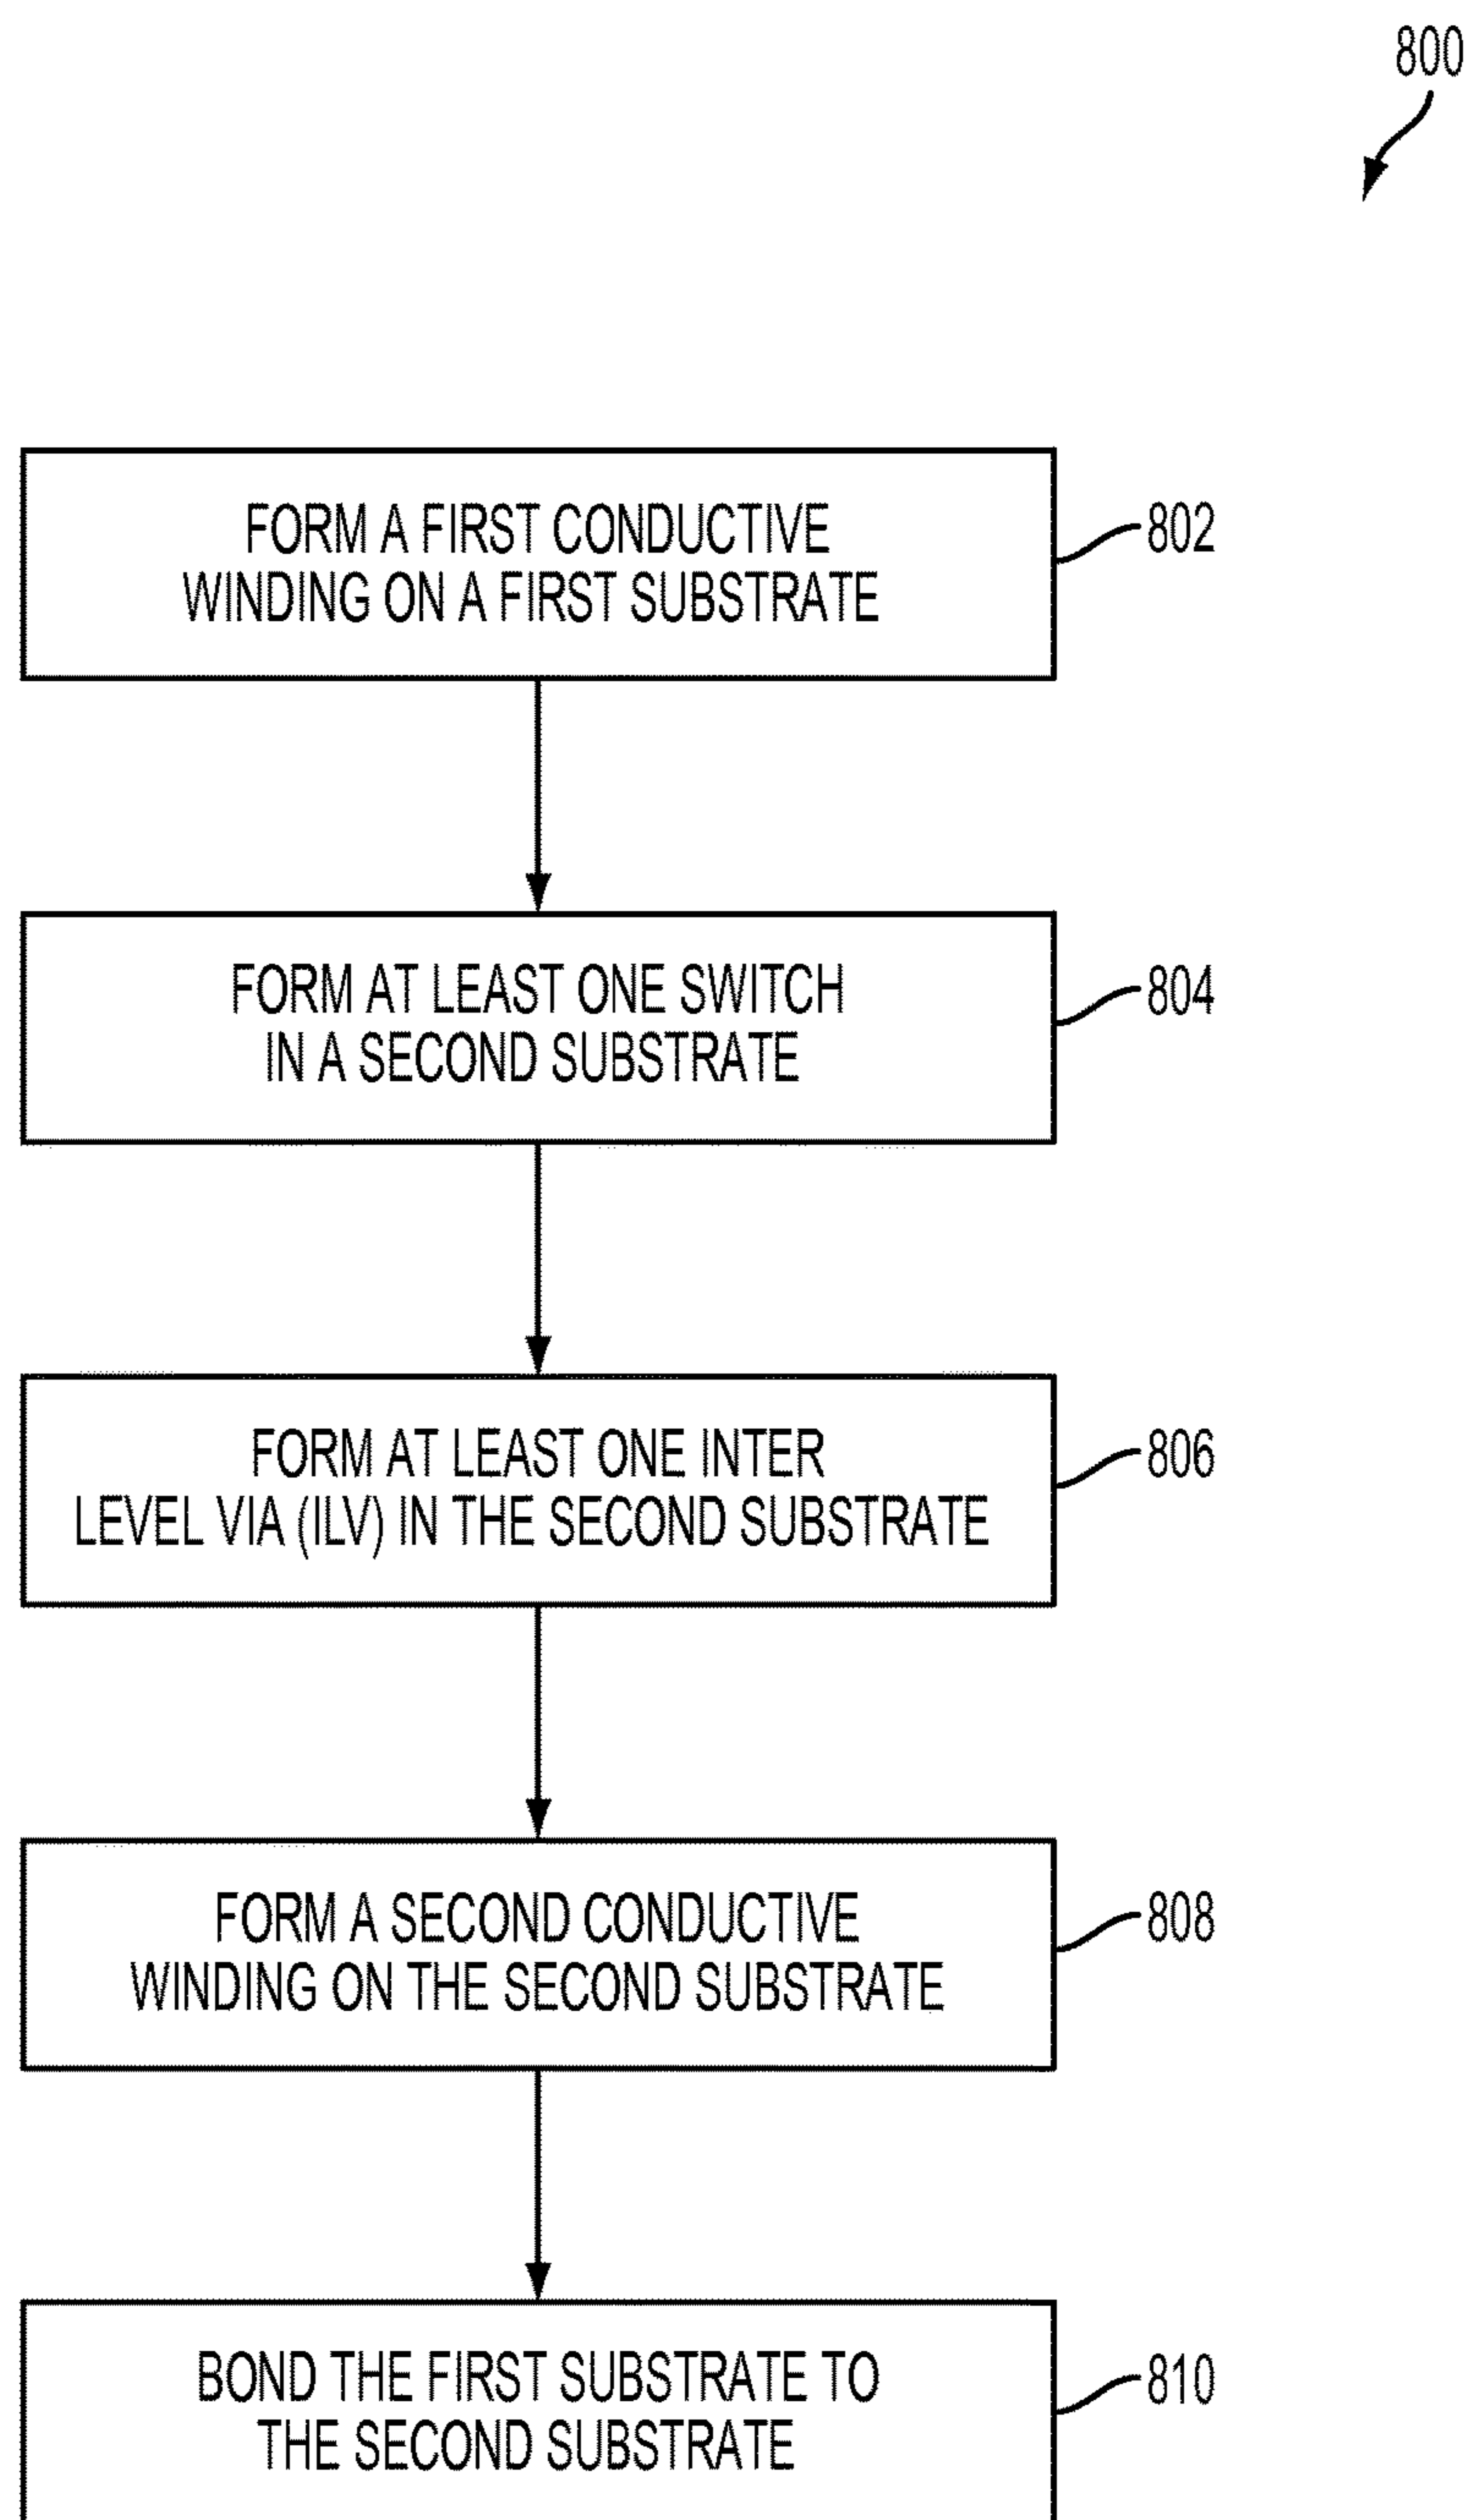 800
FORM A FIRST CONDUCTIVE
WINDING ON A FIRST SUBSTRATE
802
FORM AT LEAST ONE SWITCH
IN A SECOND SUBSTRATE
804
FORM AT LEAST ONE INTER
LEVEL VIA (ILV) IN THE SECOND SUBSTRATE
806
FORM A SECOND CONDUCTIVE
WINDING ON THE SECOND SUBSTRATE
808
BOND THE FIRST SUBSTRATE TO
THE SECOND SUBSTRATE
810